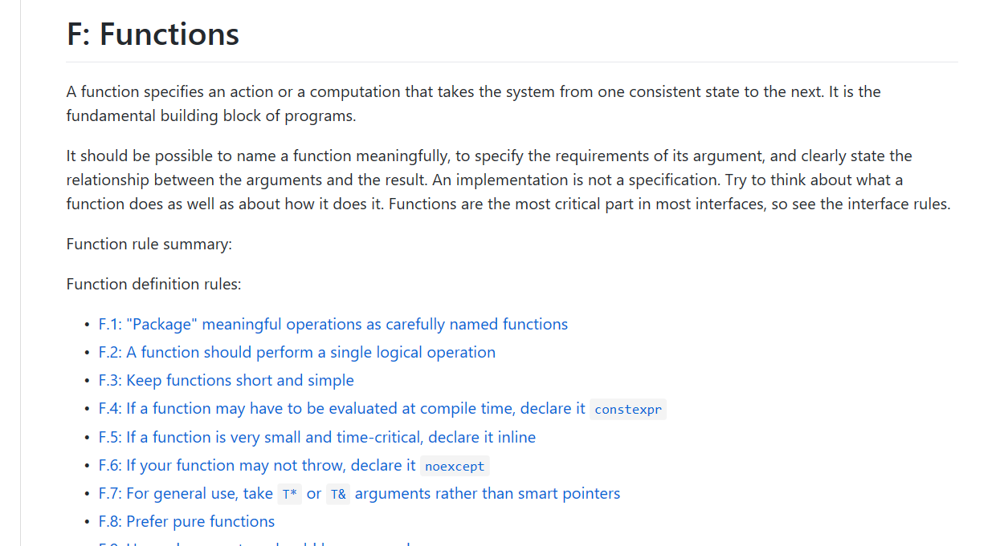 F: Functions
A function specifies an action or a computation that takes the system from one consistent state to the next. It is the
fundamental building block of programs.
It should be possible to name a function meaningfully, to specify the requirements of its argument, and clearly state the
relationship between the arguments and the result. An implementation is not a specification. Try to think about what a
function does as well as about how it does it. Functions are the most critical part in most interfaces, so see the interface rules.
Function rule summary:
Function definition rules:
• F.1: "Package" meaningful operations as carefully named functions
• F.2: A function should perform a single logical operation
• F.3: Keep functions short and simple
• F.4: If a function may have to be evaluated at compile time, declare it constexpr
• F.5: If a function is very small and time-critical, declare it inline
• F.6: If your function may not throw, declare it noexcept
• F.7: For general use, take T* or T& arguments rather than smart pointers
• F.8: Prefer pure functions